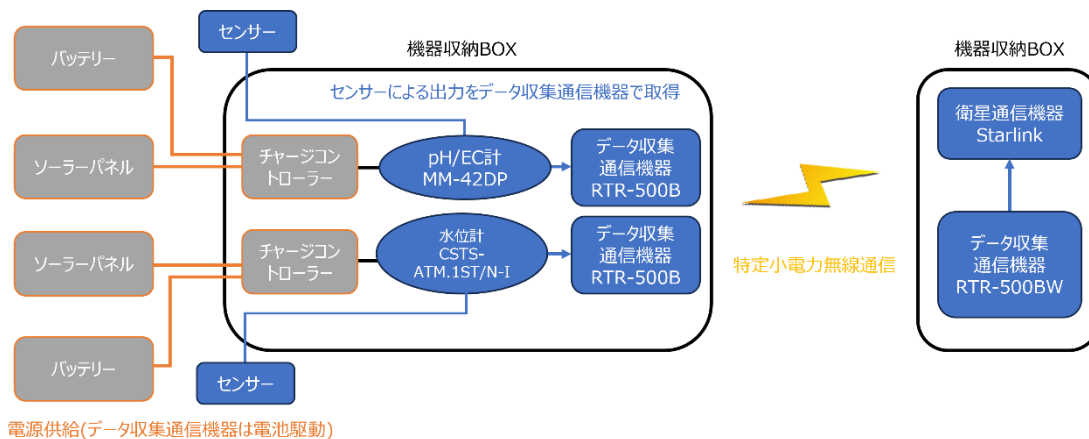 センサー
機器収納BOX
機器収納BOX
バッテリー
センサーによる出力をデータ収集通信機器で取得
衛星通信機器
Starlink
ソーラーパネル
チャージコン
トローラー
pH/EC計
MM-42DP
データ収集
通信機器
RTR-500B
ソーラーパネル
チャージコン
トローラー
水位計
CSTS-
ATM.1ST/N-I
データ収集
通信機器
RTR-500B
特定小電力無線通信
データ収集
通信機器
RTR-500BW
バッテリー
センサー
電源供給(データ収集通信機器は電池駆動)